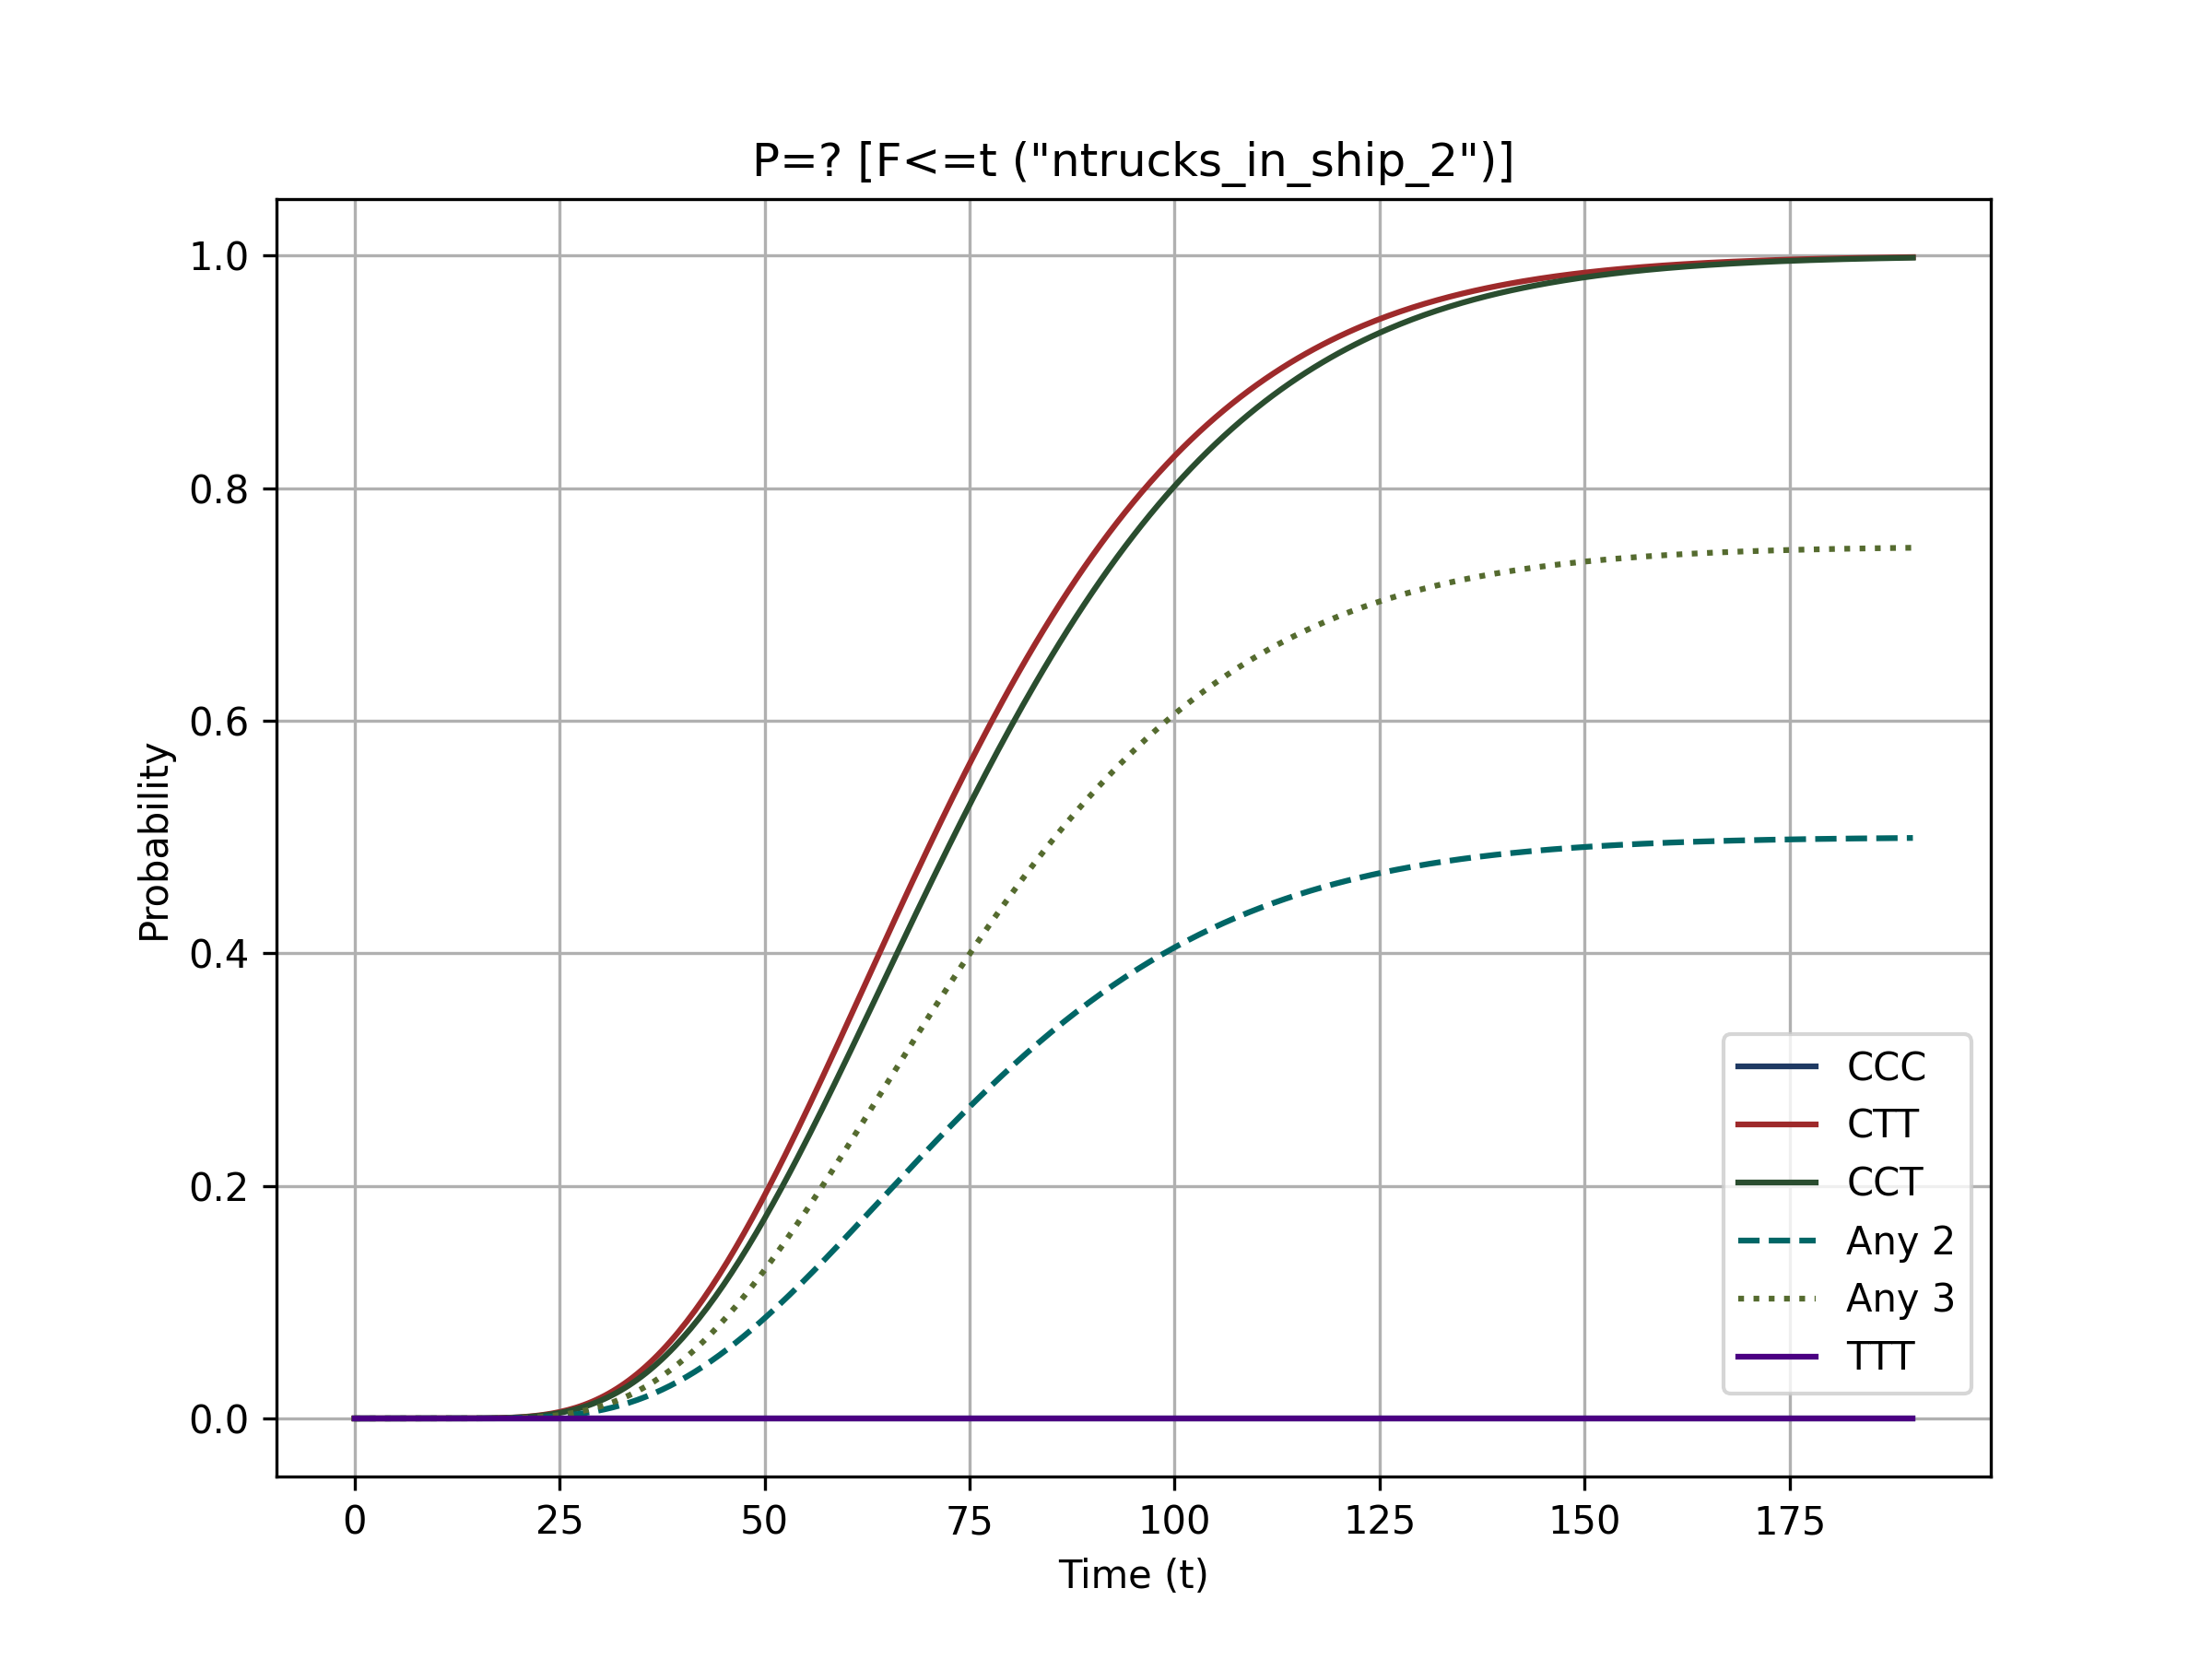 P=? [F<=t ("ntrucks_in_ship_2")]
1.0
0.8
0.6
0.4
0.2
0.0
Probability
0 25 50 75 100 125 150 175
Time (t)
CCC
CTT
CCT
Any 2
Any 3
TTT